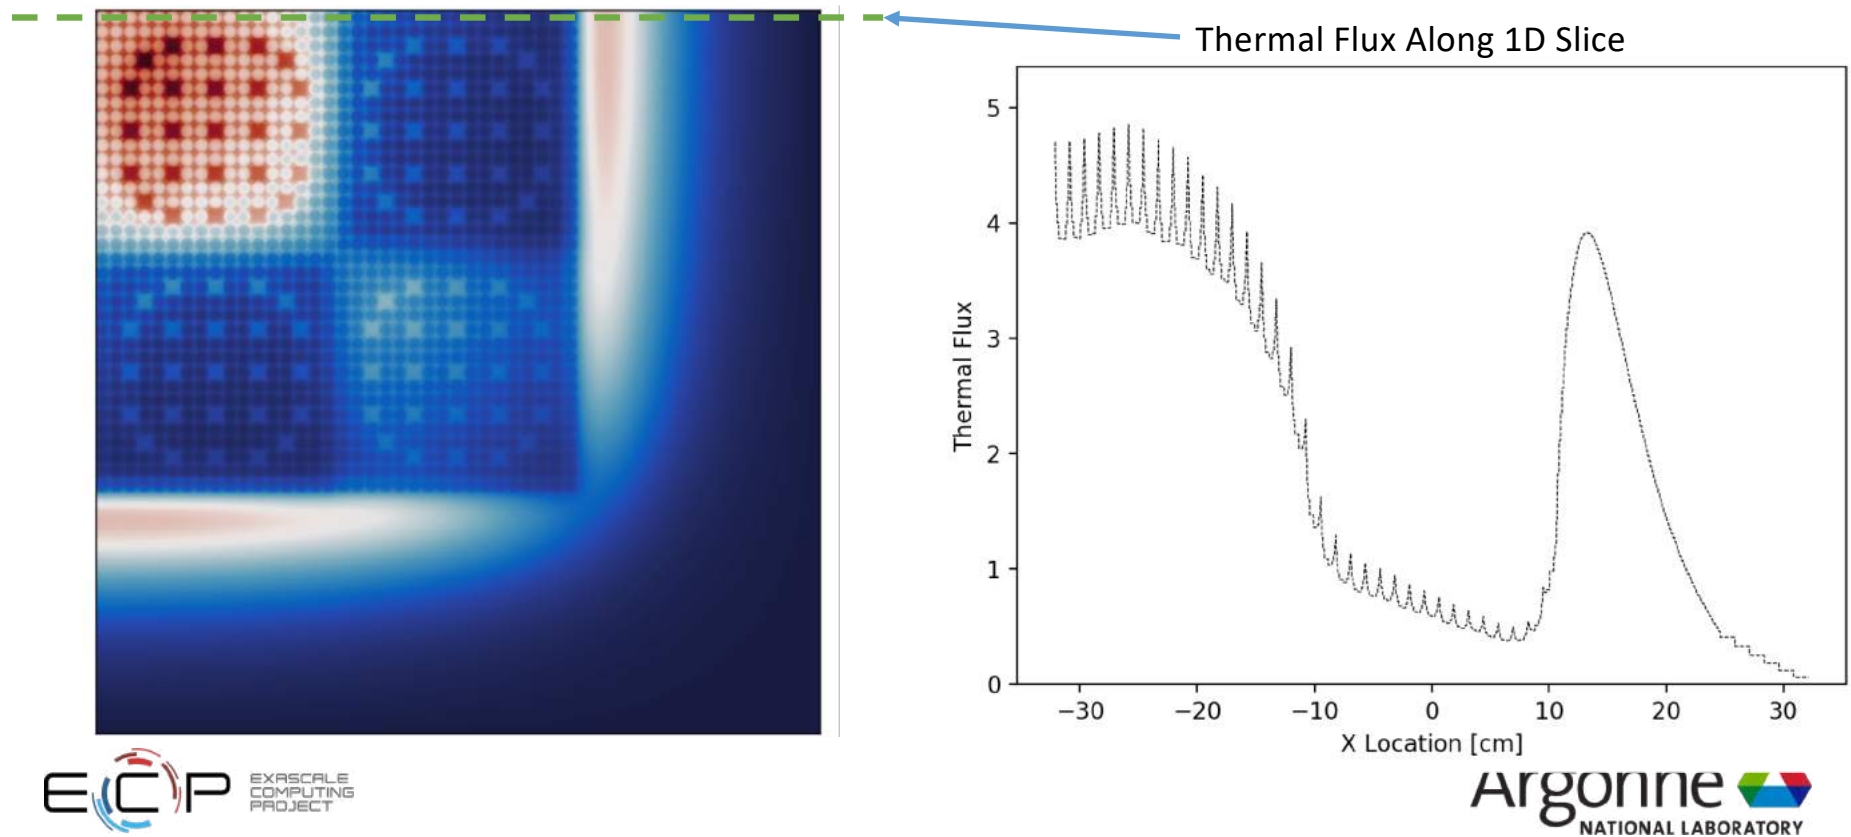 Thermal Flux Along 1D Slice
5
4
3
2
1
0
Thermal Flux
−30 −20 −10 0 10 20 30
X Location [cm]
ECP
EXASCALE
COMPUTING
PROJECT
Argonne
NATIONAL LABORATORY